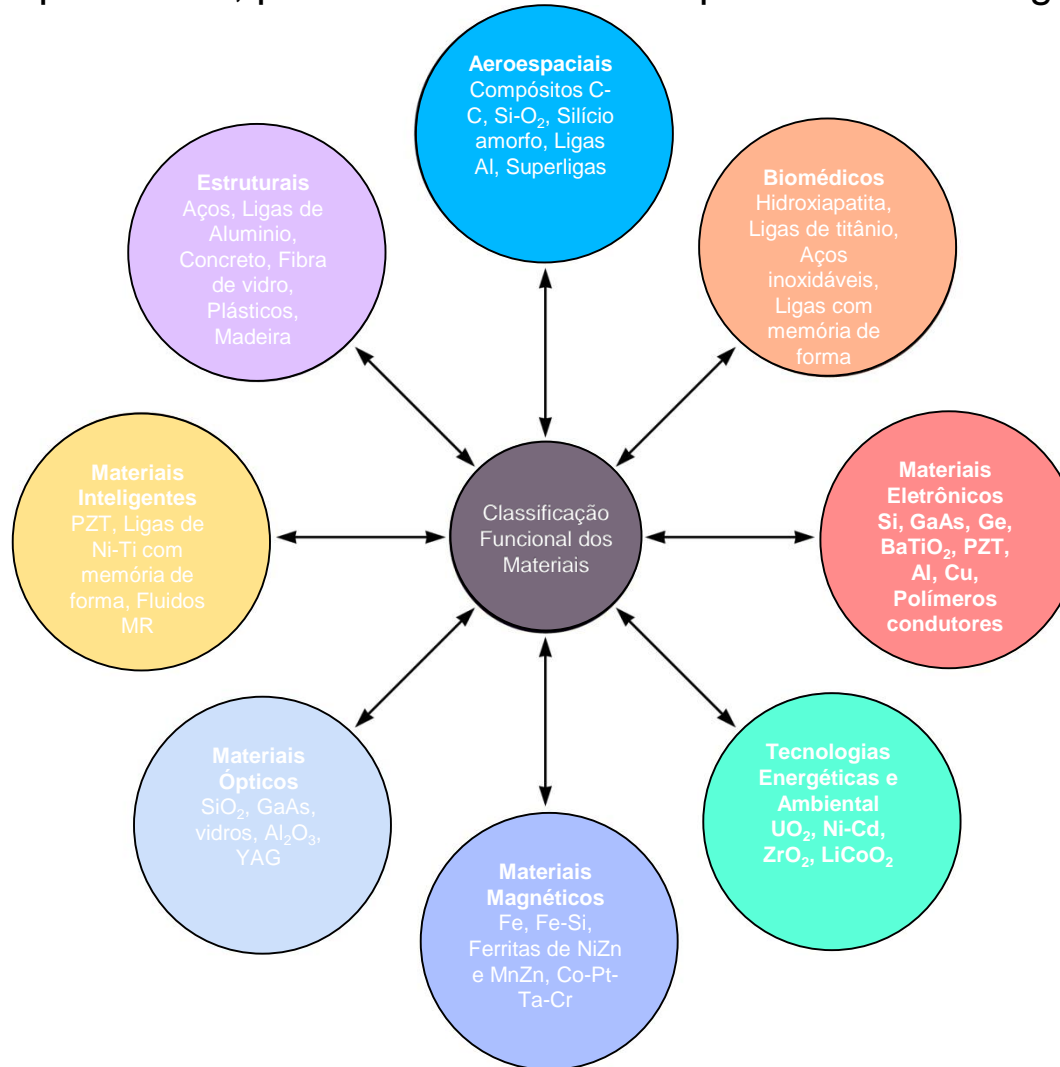 Aeroespaciais
Compósitos C-
C, Si-O₂, Silício
amorfo, Ligas
Al, Superligas
Biomédicos
Hidroxiapatita,
Ligas de titânio,
Aços
inoxidáveis,
Ligas com
memória de
forma
Estruturais
Aços, Ligas de
Aluminio,
Concreto, Fibra
de vidro,
Plásticos,
Madeira
Materiais
Eletrônicos
Si, GaAs, Ge,
BaTiO₂, PZT,
Al, Cu,
Polímeros
condutores
Materiais
Inteligentes
PZT, Ligas de
Ni-Ti com
memória de
forma, Fluidos
MR
Classificação
Funcional dos
Materiais
Tecnologias
Energéticas e
Ambiental
UO₂, Ni-Cd,
ZrO₂, LiCoO₂
Materiais
Ópticos
SiO₂, GaAs,
vidros, Al₂O₃,
YAG
Materiais
Magnéticos
Fe, Fe-Si,
Ferritas de NiZn
e MnZn, Co-Pt-
Ta-Cr